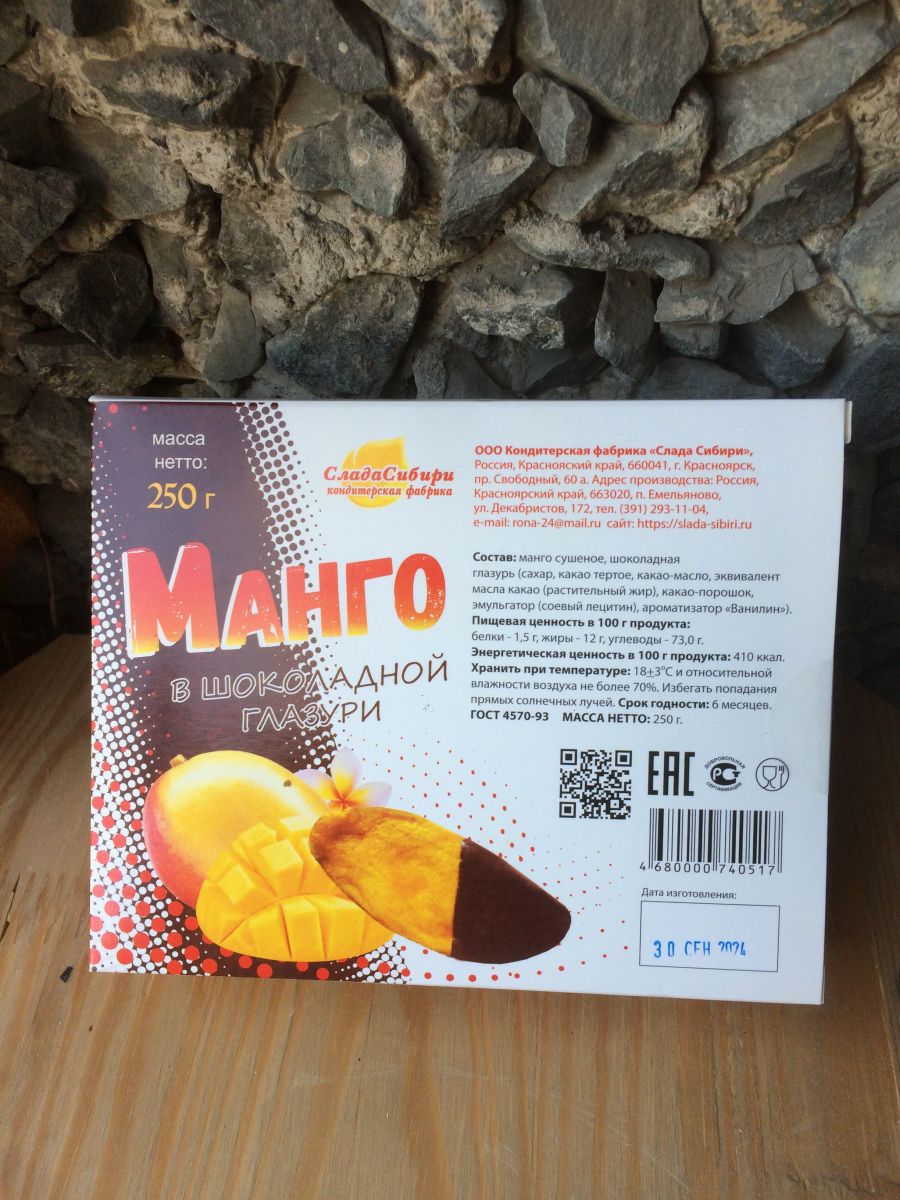 масса
нетто:
250 г
СладаСибири
кондитерская фабрика
Манго
в шоколадной
глазури
ООО Кондитерская фабрика «Слада Сибири»,
Россия, Краснояский край, 660041, г. Красноярск,
пр. Свободный, 60 а. Адрес производства: Россия,
Красноярский край, 663020, п. Емельяново,
ул. Декабристов, 172, тел. (391) 293-11-04,
e-mail: rona-24@mail.ru сайт: https://slada-sibiri.ru
Состав: манго сушеное, шоколадная
глазурь (сахар, какао тертое, какао-масло, эквивалент
масла какао (растительный жир), какао-порошок,
эмульгатор (соевый лецитин), ароматизатор «Ванилин»).
Пищевая ценность в 100 г продукта:
белки - 1,5 г, жиры - 12 г, углеводы - 73,0 г.
Энергетическая ценность в 100 г продукта: 410 ккал.
Хранить при температуре: 18±3°С и относительной
влажности воздуха не более 70%. Избегать попадания
прямых солнечных лучей. Срок годности: 6 месяцев.
ГОСТ 4570-93 МАССА НЕТТО: 250 г.
ЕАС
ДОБРОВОЛЬНАЯ
РСТ
СЕРТИФИКАЦИЯ
4 680000 740517
Дата изготовления:
30 СЕН 2024